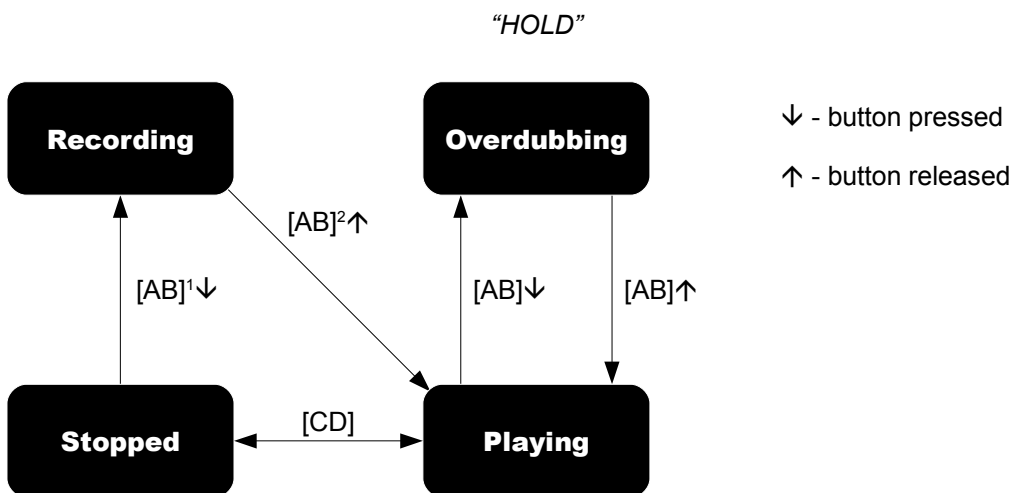 “HOLD”
Recording
Overdubbing
↓ - button pressed
↑ - button released
[AB]²↑
[AB]¹↓
[AB]↓
[AB]↑
Stopped
[CD]
Playing